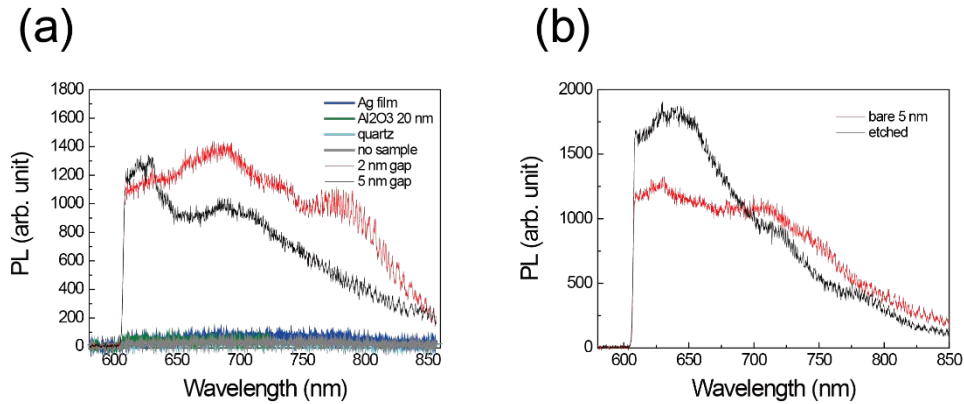 (a)
PL (arb. unit)
1800
1600
1400
1200
1000
800
600
400
200
0
Ag film
Al2O3 20 nm
quartz
no sample
2 nm gap
5 nm gap
600 650 700 750 800 850
Wavelength (nm)
(b)
PL (arb. unit)
2000
1500
1000
500
0
bare 5 nm
etched
600 650 700 750 800 850
Wavelength (nm)